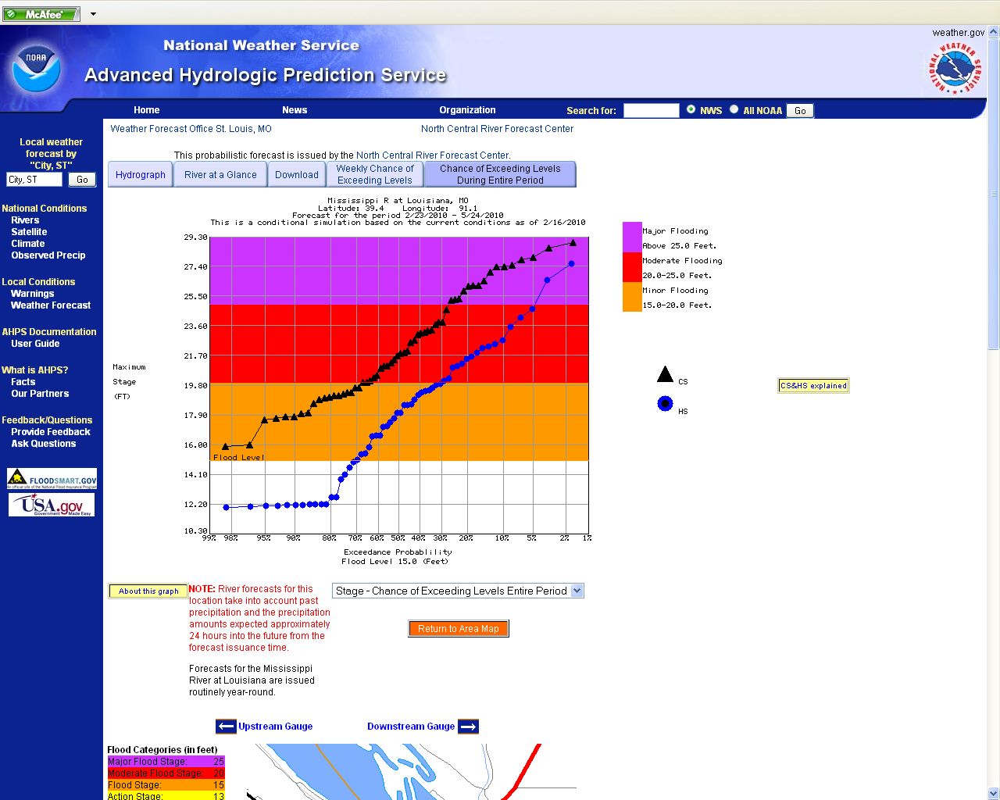 McAfee
weather.gov
NOAA
National Weather Service
Advanced Hydrologic Prediction Service
NATIONAL WEATHER SERVICE
Home News Organization Search for: NWS All NOAA Go
Weather Forecast Office St. Louis, MO North Central River Forecast Center
Local weather
forecast by
"City, ST"
City, ST Go
National Conditions
Rivers
Satellite
Climate
Observed Precip
Local Conditions
Warnings
Weather Forecast
AHPS Documentation
User Guide
What is AHPS?
Facts
Our Partners
Feedback/Questions
Provide Feedback
Ask Questions
FLOODSMART.GOV
An official site of the National Flood Insurance Program
USA.gov
Government Made Easy
This probabilistic forecast is issued by the North Central River Forecast Center.
Hydrograph
River at a Glance
Download
Weekly Chance of
Exceeding Levels
Chance of Exceeding Levels
During Entire Period
Mississippi R at Louisiana, MO
Latitude: 39.4 Longitude: 91.1
Forecast for the period 2/23/2010 - 5/24/2010
This is a conditional simulation based on the current conditions as of 2/16/2010
29.30
27.40
25.50
23.60
21.70
19.80
17.90
16.00
14.10
12.20
10.30
Maximum
Stage
(FT)
Flood Level
99% 98% 95% 90% 80% 70% 60% 50% 40% 30% 20% 10% 5% 2% 1%
Exceedance Probablility
Flood Level 15.0 (Feet)
Major Flooding
Above 25.0 Feet.
Moderate Flooding
20.0-25.0 Feet.
Minor Flooding
15.0-20.0 Feet.
CS
HS
CS&HS explained
About this graph
NOTE: River forecasts for this
location take into account past
precipitation and the precipitation
amounts expected approximately
24 hours into the future from the
forecast issuance time.
Stage - Chance of Exceeding Levels Entire Period
Return to Area Map
Forecasts for the Mississippi
River at Louisiana are issued
routinely year-round.
Upstream Gauge Downstream Gauge
Flood Categories (in feet)
Major Flood Stage: 25
Moderate Flood Stage: 20
Flood Stage: 15
Action Stage: 13